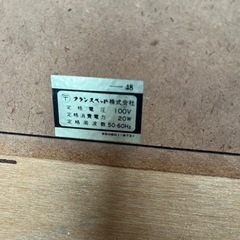 48
〒 フランスベッド株式会社
定格電圧 100V
定格消費電力 20W
定格周波数 50-60Hz